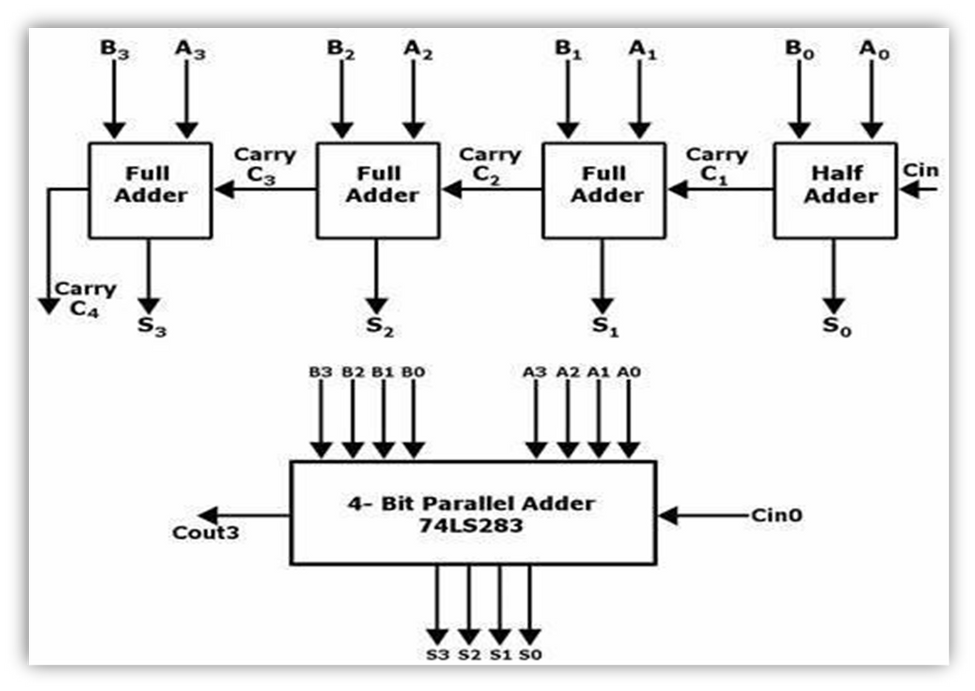 B3 A3 B2 A2 B1 A1 B0 A0
Full Adder
Carry C3
Full Adder
Carry C2
Full Adder
Carry C1
Half Adder
Cin
Carry C4
S3 S2 S1 S0
B3 B2 B1 B0 A3 A2 A1 A0
4- Bit Parallel Adder
74LS283
Cin0
Cout3
S3 S2 S1 S0